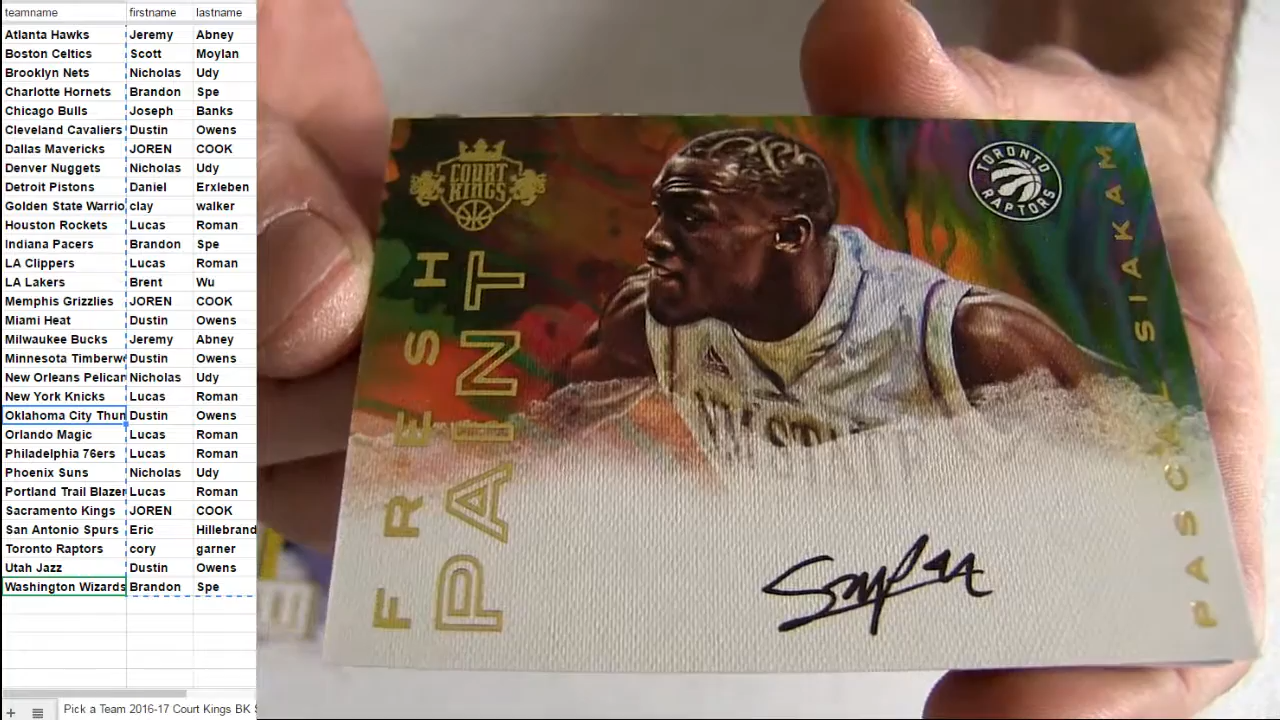 teamname firstname lastname
Atlanta Hawks Jeremy Abney
Boston Celtics Scott Moylan
Brooklyn Nets Nicholas Udy
Charlotte Hornets Brandon Spe
Chicago Bulls Joseph Banks
Cleveland Cavaliers Dustin Owens
Dallas Mavericks JOREN COOK
Denver Nuggets Nicholas Udy
Detroit Pistons Daniel Erxleben
Golden State Warrio clay walker
Houston Rockets Lucas Roman
Indiana Pacers Brandon Spe
LA Clippers Lucas Roman
LA Lakers Brent Wu
Memphis Grizzlies JOREN COOK
Miami Heat Dustin Owens
Milwaukee Bucks Jeremy Abney
Minnesota Timberw Dustin Owens
New Orleans Pelican Nicholas Udy
New York Knicks Lucas Roman
Oklahoma City Thun Dustin Owens
Orlando Magic Lucas Roman
Philadelphia 76ers Lucas Roman
Phoenix Suns Nicholas Udy
Portland Trail Blazer Lucas Roman
Sacramento Kings JOREN COOK
San Antonio Spurs Eric Hillebrand
Toronto Raptors cory garner
Utah Jazz Dustin Owens
Washington Wizards Brandon Spe
Pick a Team 2016-17 Court Kings BK
COURT
KINGS
FRESH
PAINT
TORONTO
RAPTORS
PASCAL SIAKAM